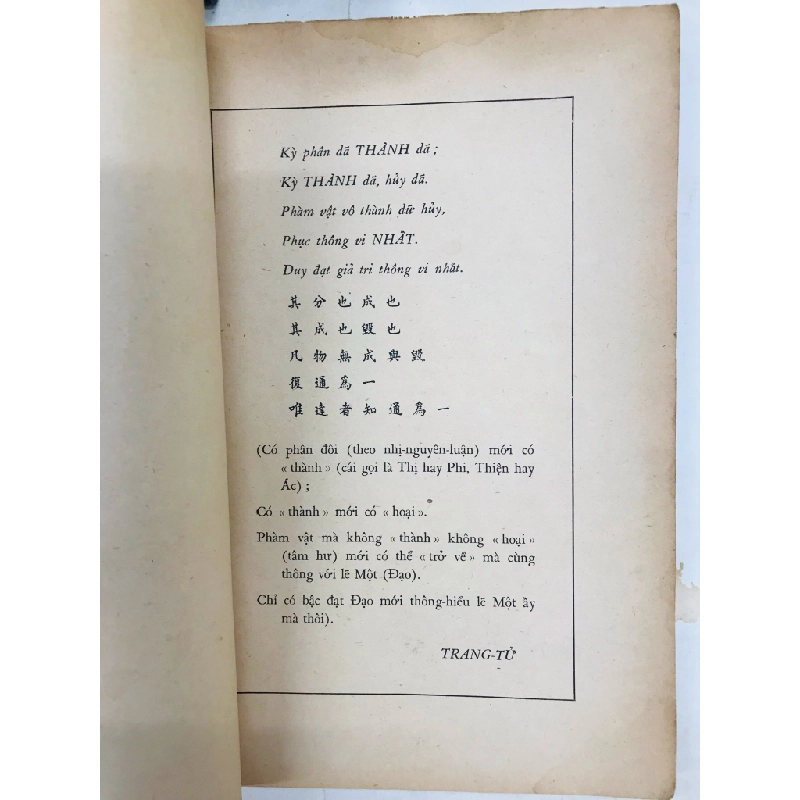 Kỳ phân dã THÀNH dã ;
Kỳ THÀNH dã, hủy dã.
Phàm vật vô thành dữ hủy,
Phục thông vi NHẤT.
Duy đạt giả tri thông vi nhất.
其分也成也
其成也毀也
凡物無成與毀
復通爲一
唯達者知通爲一
(Có phân đôi (theo nhị-nguyên-luận) mới có
« thành » (cái gọi là Thị hay Phi, Thiện hay
Ác) ;
Có « thành » mới có « hoại ».
Phàm vật mà không « thành » không « hoại «
(tâm hư) mới có thể « trở về » mà cùng
thông với lẽ Một (Đạo).
Chỉ có bậc đạt Đạo mới thông-hiểu lẽ Một ấy
mà thôi).
TRANG-TỬ